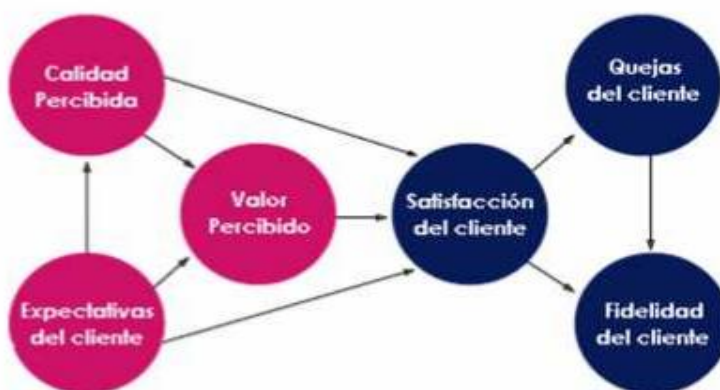 Calidad
Percibida
Quejas
del cliente
Valor
Percibido
Satisfacción
del cliente
Expectativas
del cliente
Fidelidad
del cliente